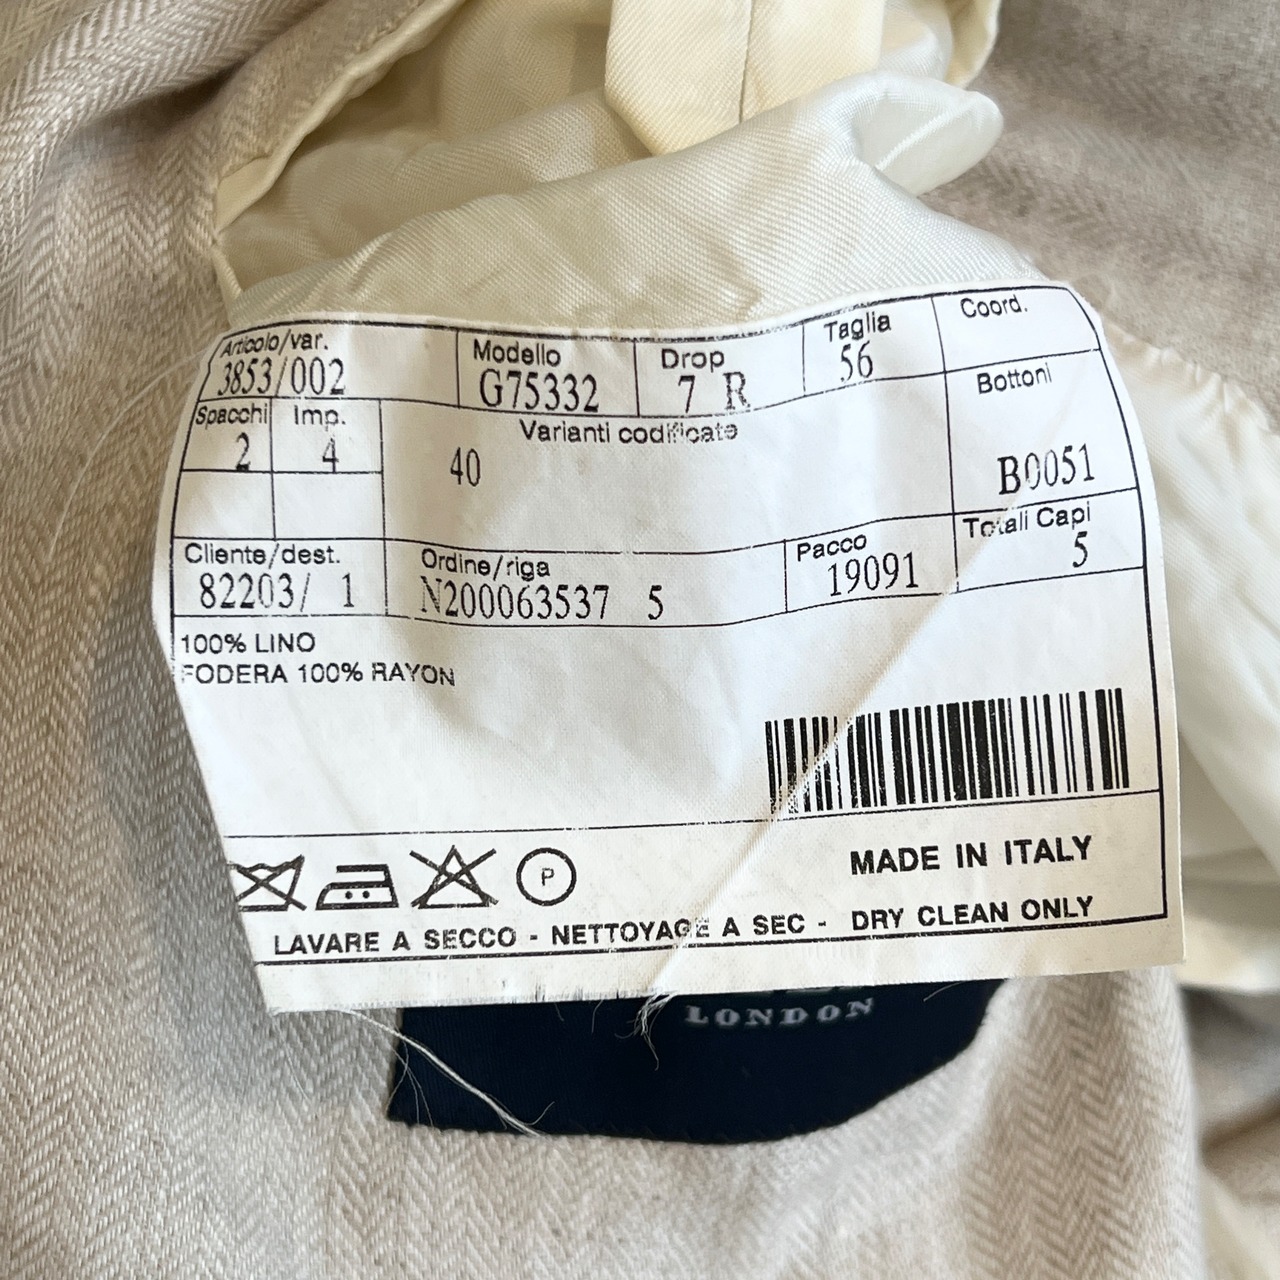 Articolo/var. Modello Drop Taglia Coord.
3853/002 G75332 7 R 56
Spacchi Imp. Varianti codificate Bottoni
2 4 40 B0051
Cliente/dest. Ordine/riga Pacco Totali Capi
82203/ 1 N200063537 5 19091 5
100% LINO
FODERA 100% RAYON
P
MADE IN ITALY
LAVARE A SECCO - NETTOYAGE A SEC - DRY CLEAN ONLY
LONDON